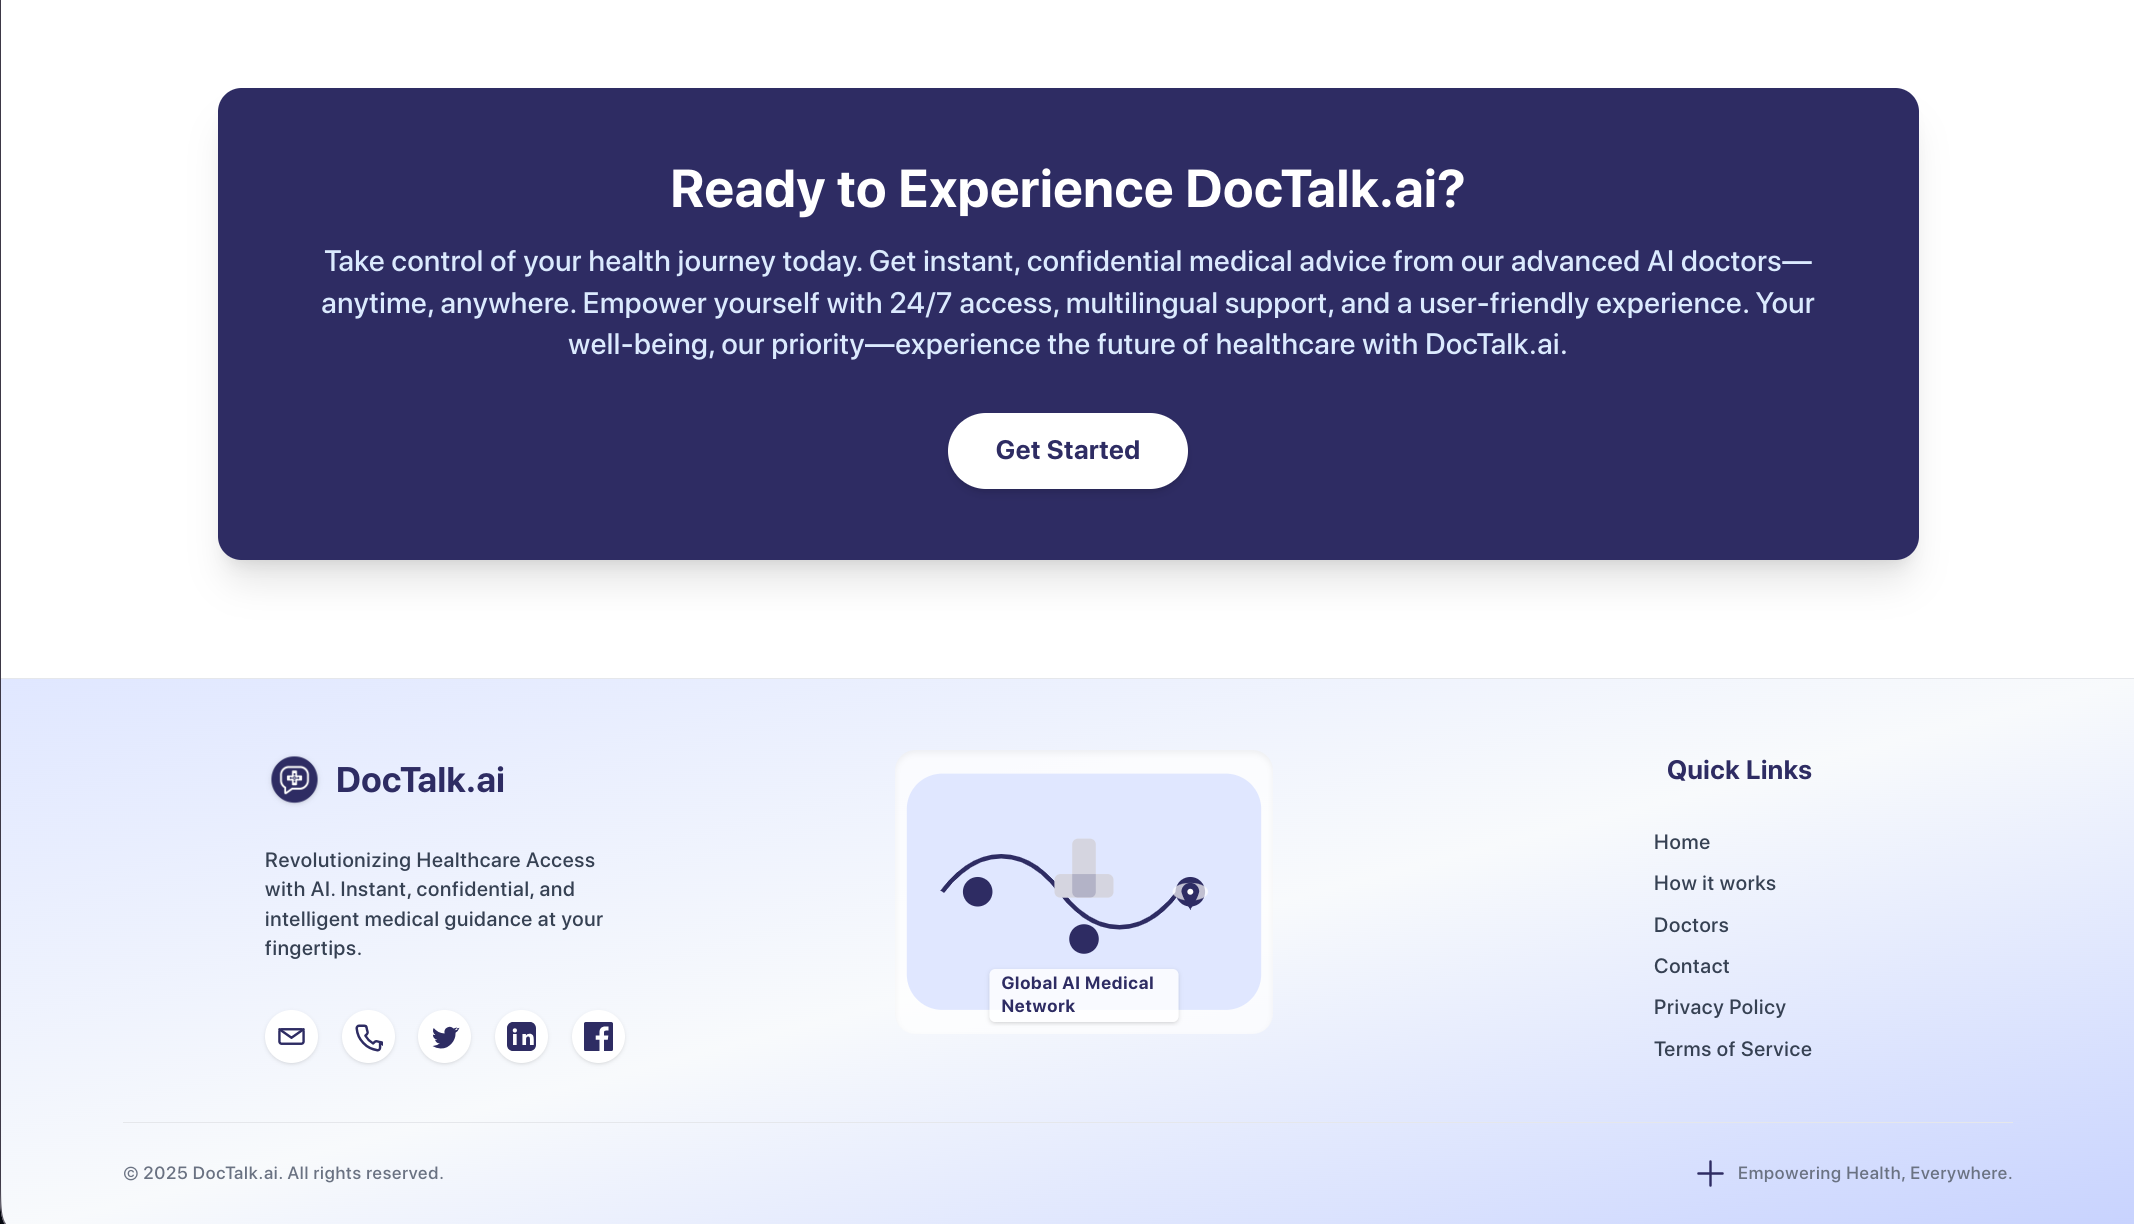 Ready to Experience DocTalk.ai?
Take control of your health journey today. Get instant, confidential medical advice from our advanced AI doctors—
anytime, anywhere. Empower yourself with 24/7 access, multilingual support, and a user-friendly experience. Your
well-being, our priority—experience the future of healthcare with DocTalk.ai.
Get Started
DocTalk.ai
Revolutionizing Healthcare Access
with AI. Instant, confidential, and
intelligent medical guidance at your
fingertips.
Global AI Medical
Network
Quick Links
Home
How it works
Doctors
Contact
Privacy Policy
Terms of Service
© 2025 DocTalk.ai. All rights reserved.
Empowering Health, Everywhere.